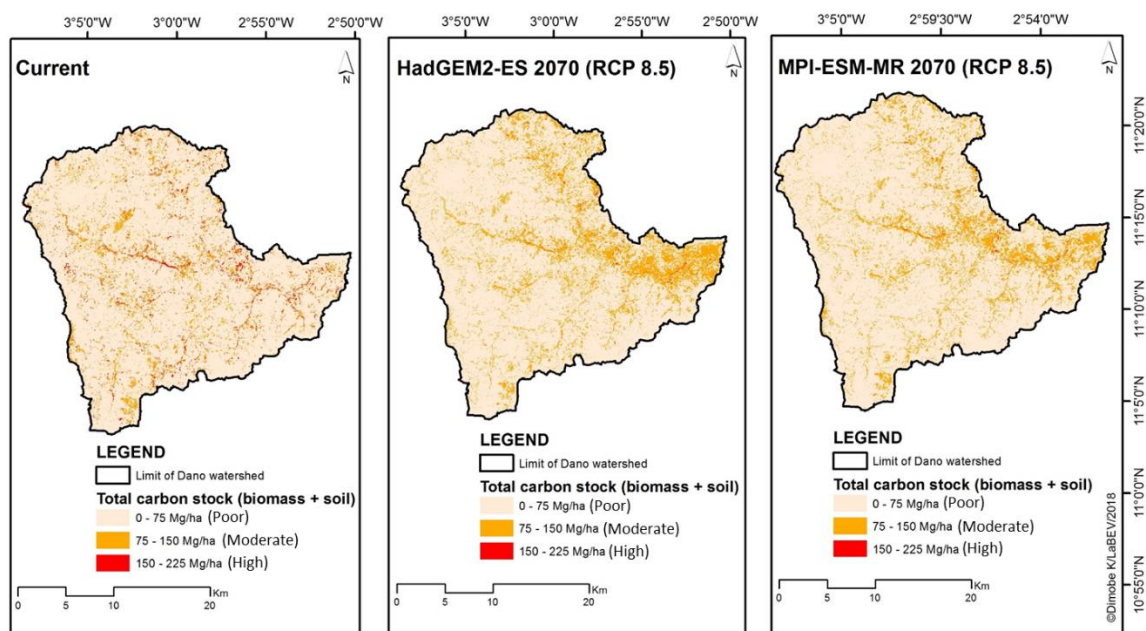 3°5'0"W 3°0'0"W 2°55'0"W 2°50'0"W
Current
N
LEGEND
Limit of Dano watershed
Total carbon stock (biomass + soil)
0 - 75 Mg/ha (Poor)
75 - 150 Mg/ha (Moderate)
150 - 225 Mg/ha (High)
Km
0 5 10 20
3°5'0"W 3°0'0"W 2°55'0"W 2°50'0"W
HadGEM2-ES 2070 (RCP 8.5)
N
LEGEND
Limit of Dano watershed
Total carbon stock (biomass + soil)
0 - 75 Mg/ha (Poor)
75 - 150 Mg/ha (Moderate)
150 - 225 Mg/ha (High)
Km
0 5 10 20
3°5'0"W 2°59'30"W 2°54'0"W
MPI-ESM-MR 2070 (RCP 8.5)
N
LEGEND
Limit of Dano watershed
Total carbon stock (biomass + soil)
0 - 75 Mg/ha (Poor)
75 - 150 Mg/ha (Moderate)
150 - 225 Mg/ha (High)
Km
0 5 10 20
11°20'0"N
11°15'0"N
11°10'0"N
11°5'0"N
11°0'0"N
10°55'0"N
©Dimobe K/LaBEV/2018